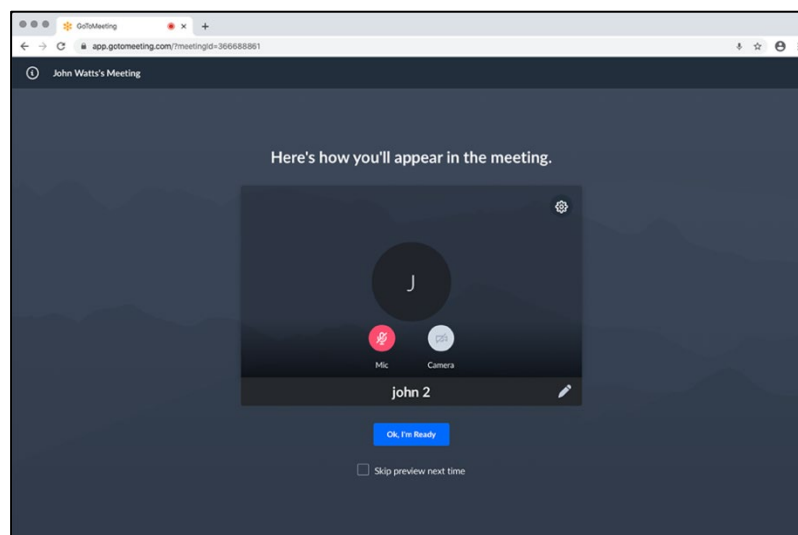 GoToMeeting
app.gotomeeting.com/?meetingId=366688861
John Watts's Meeting
Here's how you'll appear in the meeting.
J
Mic Camera
john 2
Ok, I'm Ready
Skip preview next time